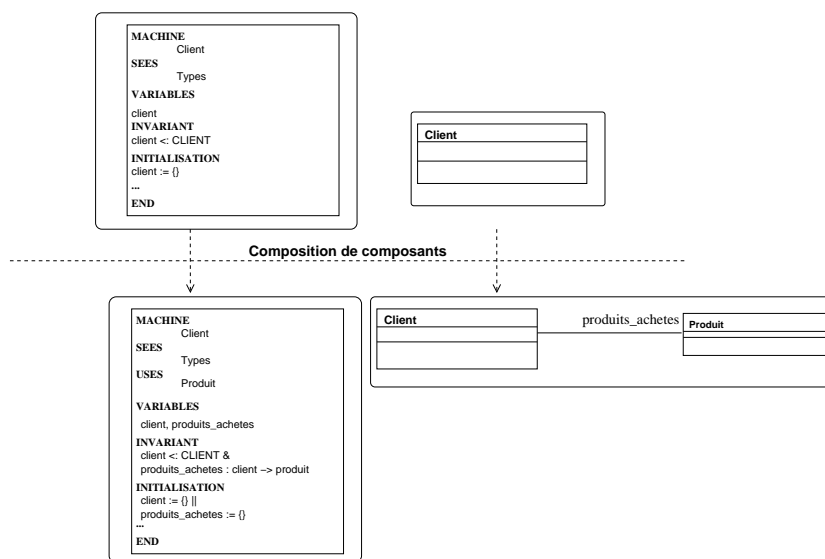 MACHINE
Client
SEES
Types
VARIABLES
client
INVARIANT
client <: CLIENT
INITIALISATION
client := {}
...
END
Client
Composition de composants
MACHINE
Client
SEES
Types
USES
Produit
VARIABLES
client, produits_achetes
INVARIANT
client <: CLIENT &
produits_achetes : client −> produit
INITIALISATION
client := {} ||
produits_achetes := {}
...
END
Client
produits_achetes
Produit